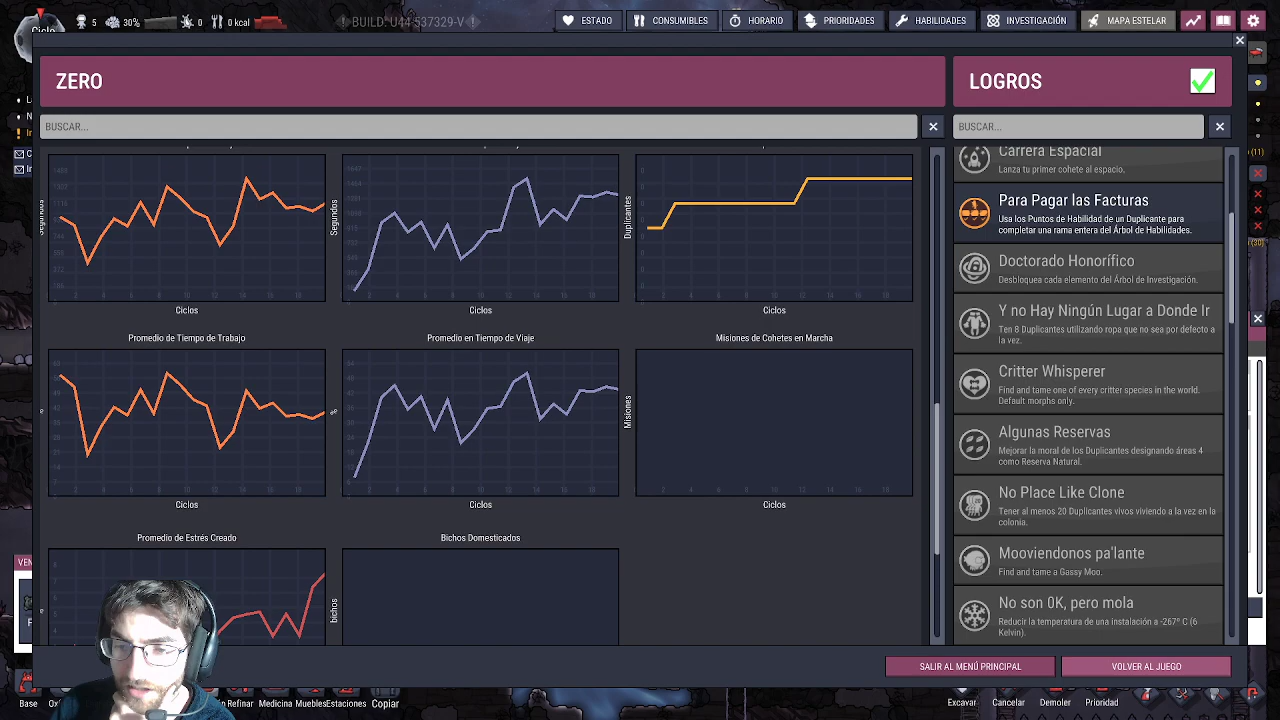 5
30%
0
0 kcal
! BUILD: U44 537329-V !
ESTADO
CONSUMIBLES
HORARIO
PRIORIDADES
HABILIDADES
INVESTIGACIÓN
MAPA ESTELAR
Ciclo
ZERO
LOGROS
BUSCAR...
BUSCAR...
Segundos
Duplicantes
Ciclos
Ciclos
Ciclos
Promedio de Tiempo de Trabajo
Promedio en Tiempo de Viaje
Misiones de Cohetes en Marcha
%
%
Misiones
Ciclos
Ciclos
Ciclos
Promedio de Estrés Creado
Bichos Domesticados
bichos
Carrera Espacial
Lanza tu primer cohete al espacio.
Para Pagar las Facturas
Usa los Puntos de Habilidad de un Duplicante para
completar una rama entera del Árbol de Habilidades.
Doctorado Honorífico
Desbloquea cada elemento del Árbol de Investigación.
Y no Hay Ningún Lugar a Donde Ir
Ten 8 Duplicantes utilizando ropa que no sea por defecto a
la vez.
Critter Whisperer
Find and tame one of every critter species in the world.
Default morphs only.
Algunas Reservas
Mejorar la moral de los Duplicantes designando áreas 4
como Reserva Natural.
No Place Like Clone
Tener al menos 20 Duplicantes vivos viviendo a la vez en la
colonia.
Mooviendonos pa'lante
Find and tame a Gassy Moo.
No son 0K, pero mola
Reducir la temperatura de una instalación a -267º C (6
Kelvin).
SALIR AL MENÚ PRINCIPAL
VOLVER AL JUEGO
VEN
Base
Refinar
Medicina
Muebles
Estaciones
Copiar
Excavar
Cancelar
Demoler
Prioridad